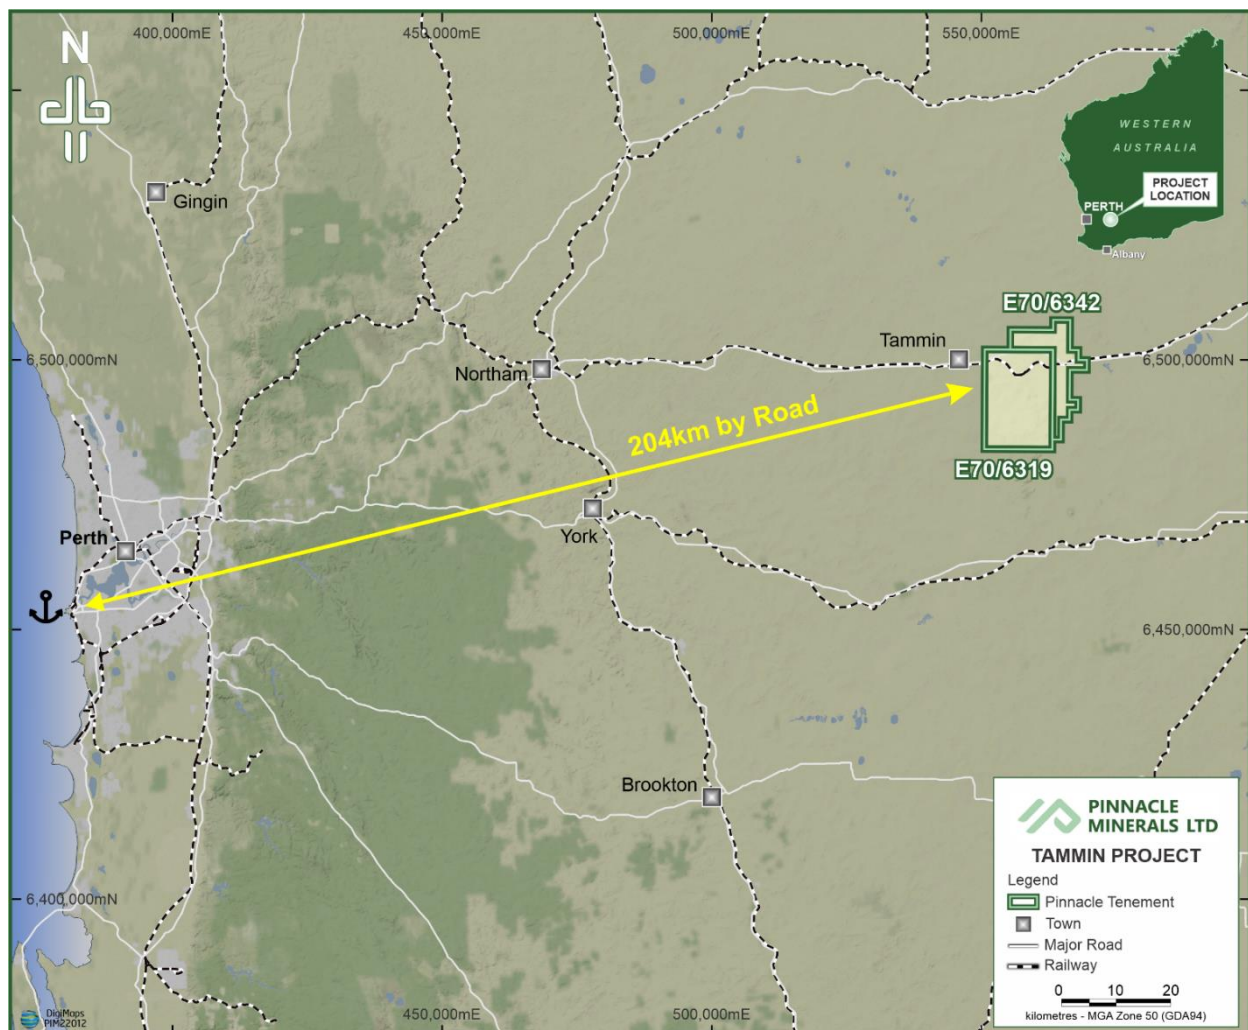 400,000mE
450,000mE
500,000mE
550,000mE
N
WESTERN
AUSTRALIA
PROJECT
LOCATION
PERTH
Albany
Gingin
E70/6342
Tammin
6,500,000mN
6,500,000mN
Northam
204km by Road
E70/6319
York
Perth
6,450,000mN
Brookton
PINNACLE
MINERALS LTD
TAMMIN PROJECT
Legend
Pinnacle Tenement
Town
Major Road
Railway
0 10 20
kilometres - MGA Zone 50 (GDA94)
6,400,000mN
450,000mE
500,000mE
DigiMaps
PIM22012